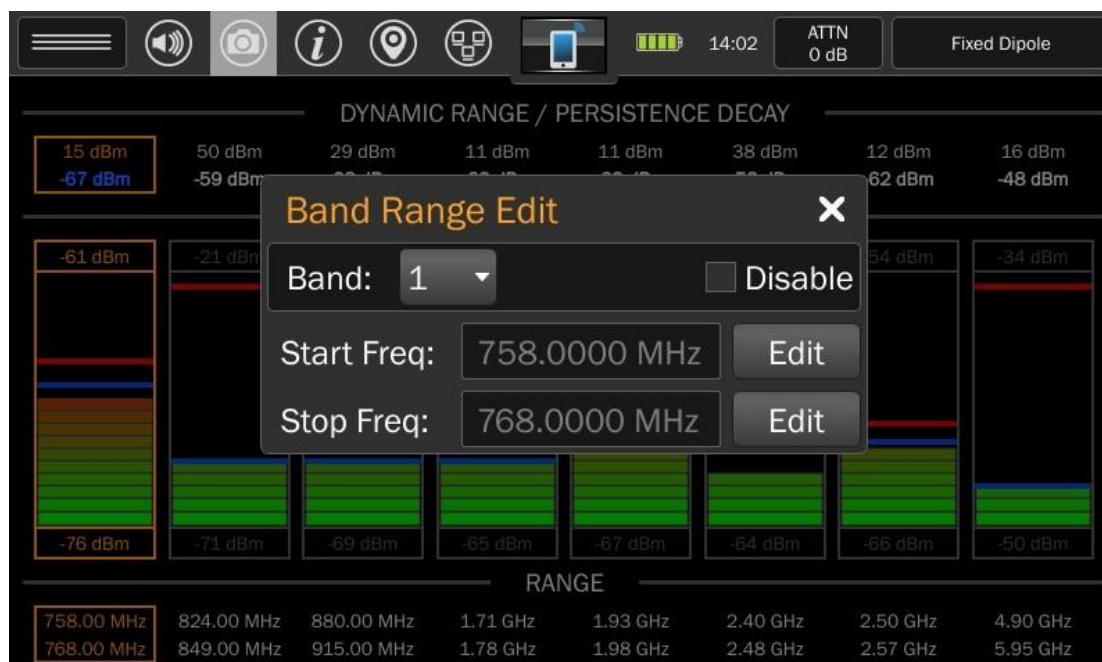 14:02
ATTN
0 dB
Fixed Dipole
DYNAMIC RANGE / PERSISTENCE DECAY
15 dBm 50 dBm 29 dBm 11 dBm 11 dBm 38 dBm 12 dBm 16 dBm
-67 dBm -59 dBm -62 dBm -48 dBm
Band Range Edit
-61 dBm -21 dBm 54 dBm -34 dBm
Band: 1 Disable
Start Freq: 758.0000 MHz Edit
Stop Freq: 768.0000 MHz Edit
-76 dBm -71 dBm -69 dBm -65 dBm -67 dBm -64 dBm -66 dBm -50 dBm
RANGE
758.00 MHz 824.00 MHz 880.00 MHz 1.71 GHz 1.93 GHz 2.40 GHz 2.50 GHz 4.90 GHz
768.00 MHz 849.00 MHz 915.00 MHz 1.78 GHz 1.98 GHz 2.48 GHz 2.57 GHz 5.95 GHz